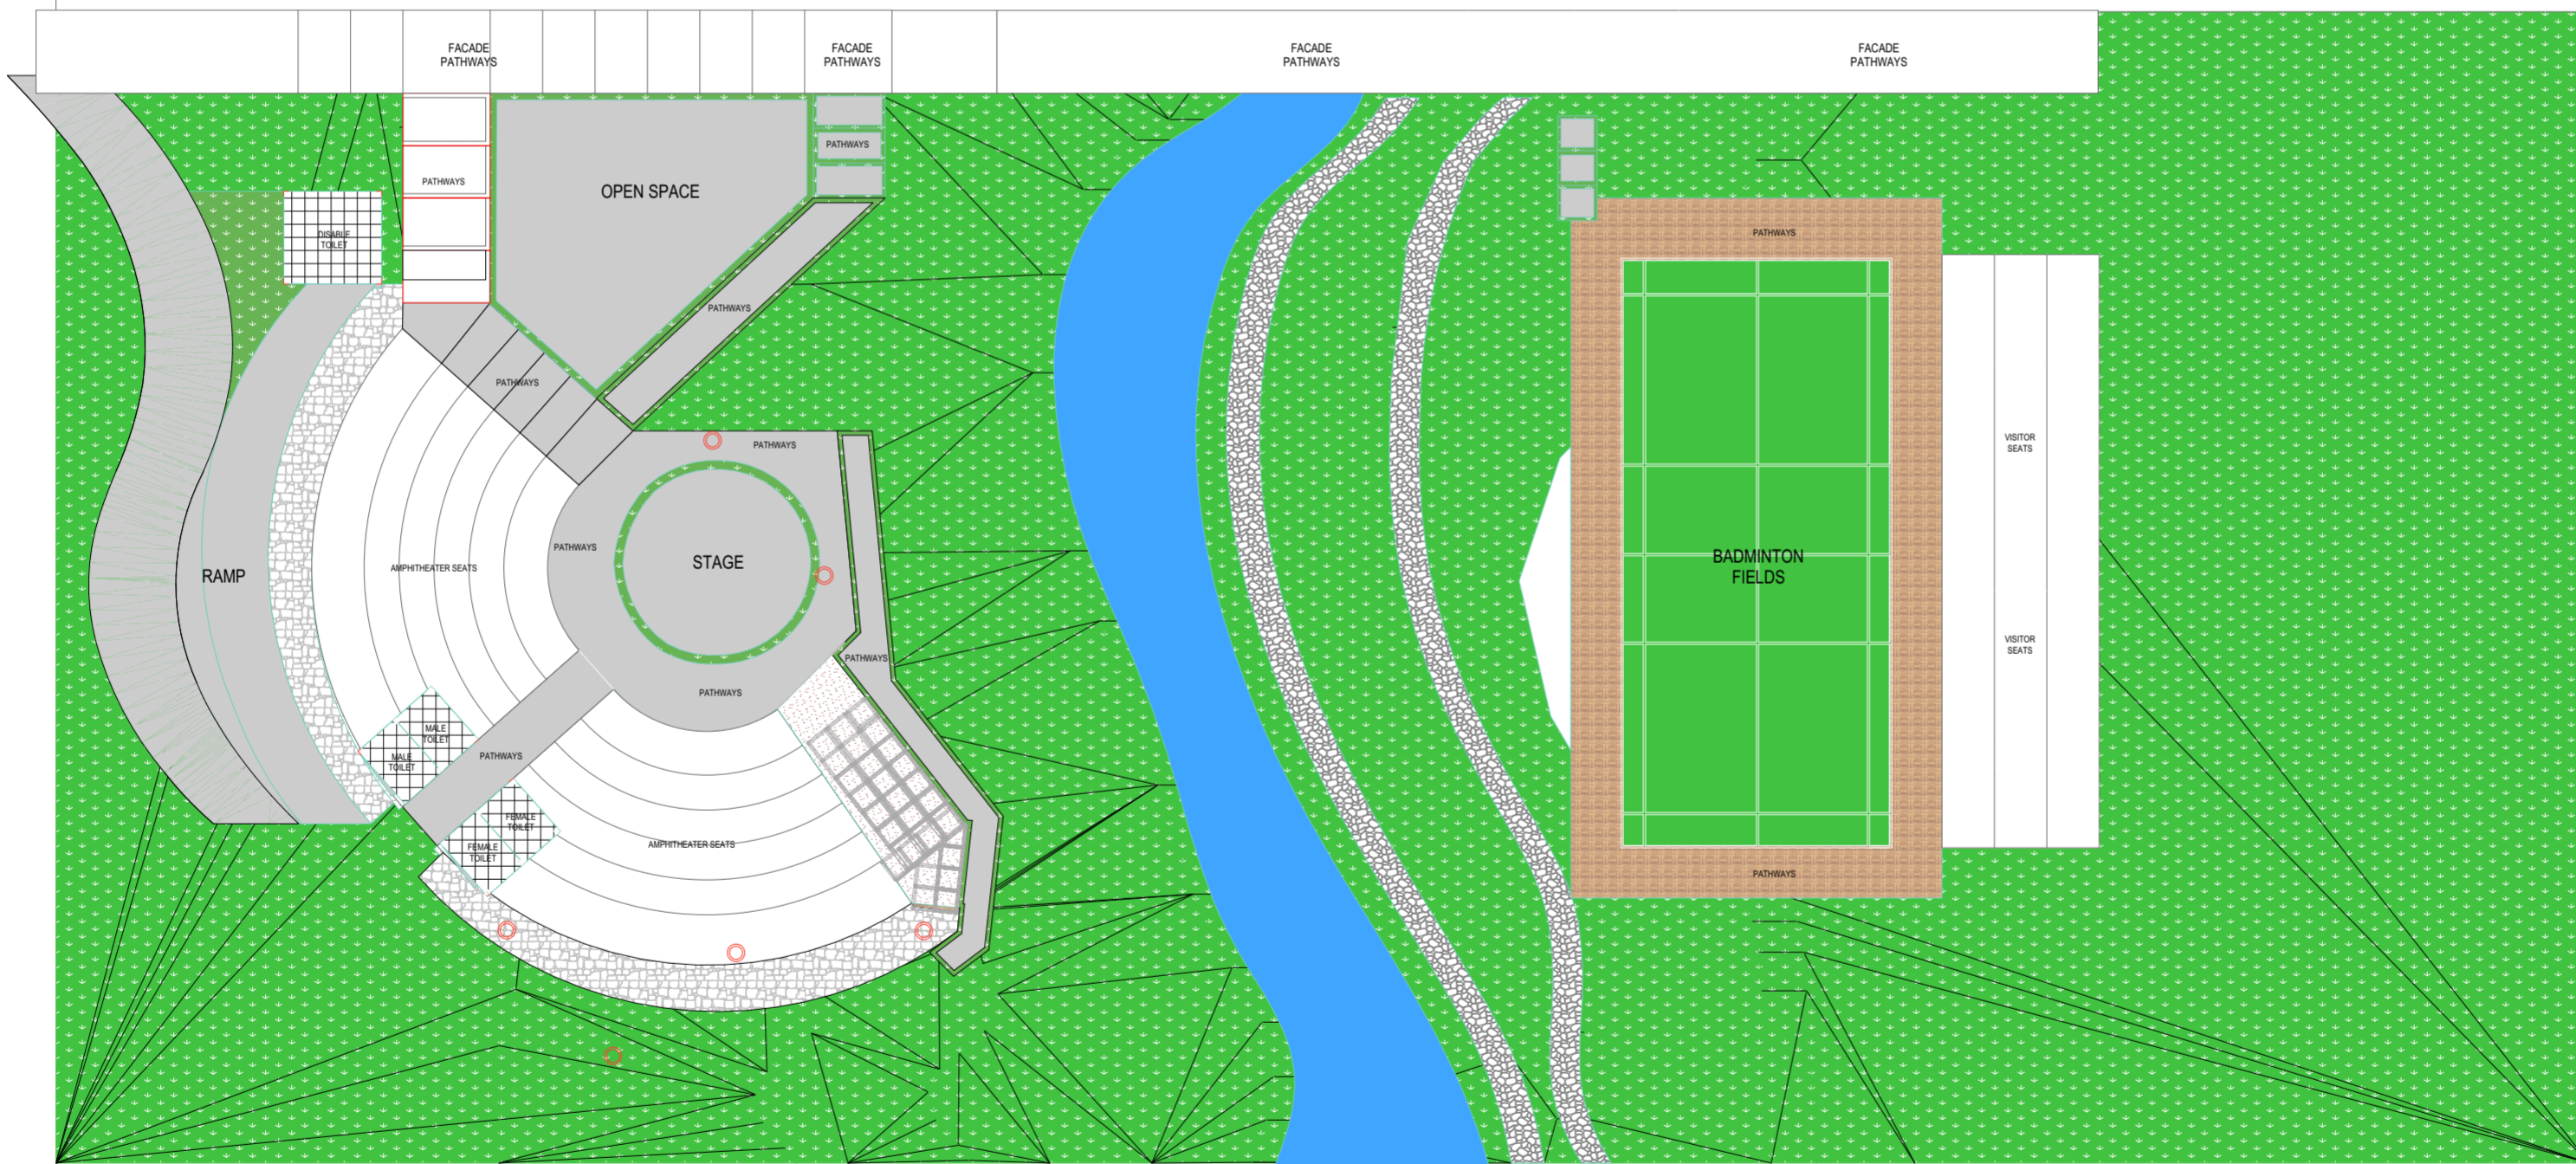 FACADE
PATHWAYS
FACADE
PATHWAYS
FACADE
PATHWAYS
FACADE
PATHWAYS
PATHWAYS
PATHWAYS
OPEN SPACE
DISABLE
TOILET
PATHWAYS
PATHWAYS
PATHWAYS
PATHWAYS
VISITOR
SEATS
PATHWAYS
AMPHITHEATER SEATS
STAGE
RAMP
BADMINTON
FIELDS
VISITOR
SEATS
PATHWAYS
PATHWAYS
MALE
TOILET
MALE
TOILET
PATHWAYS
FEMALE
TOILET
FEMALE
TOILET
AMPHITHEATER SEATS
PATHWAYS